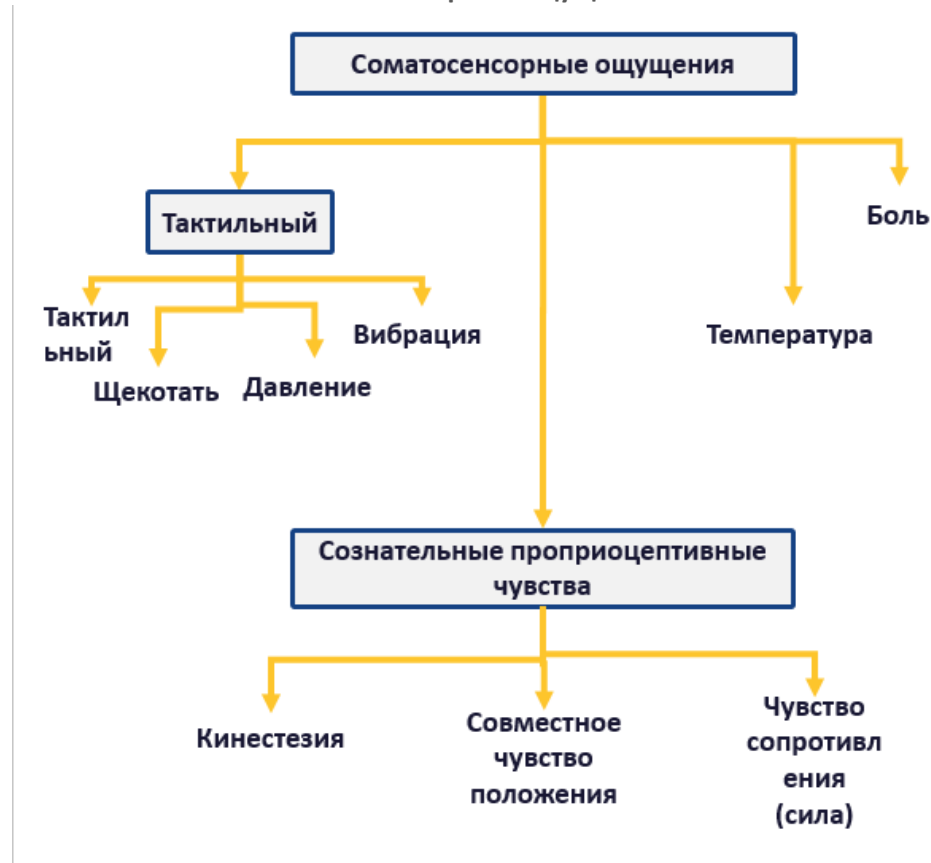 Соматосенсорные ощущения
Тактильный
Боль
Тактил
ьный
Щекотать
Давление
Вибрация
Температура
Сознательные проприоцептивные
чувства
Кинестезия
Совместное
чувство
положения
Чувство
сопротивл
ения
(сила)